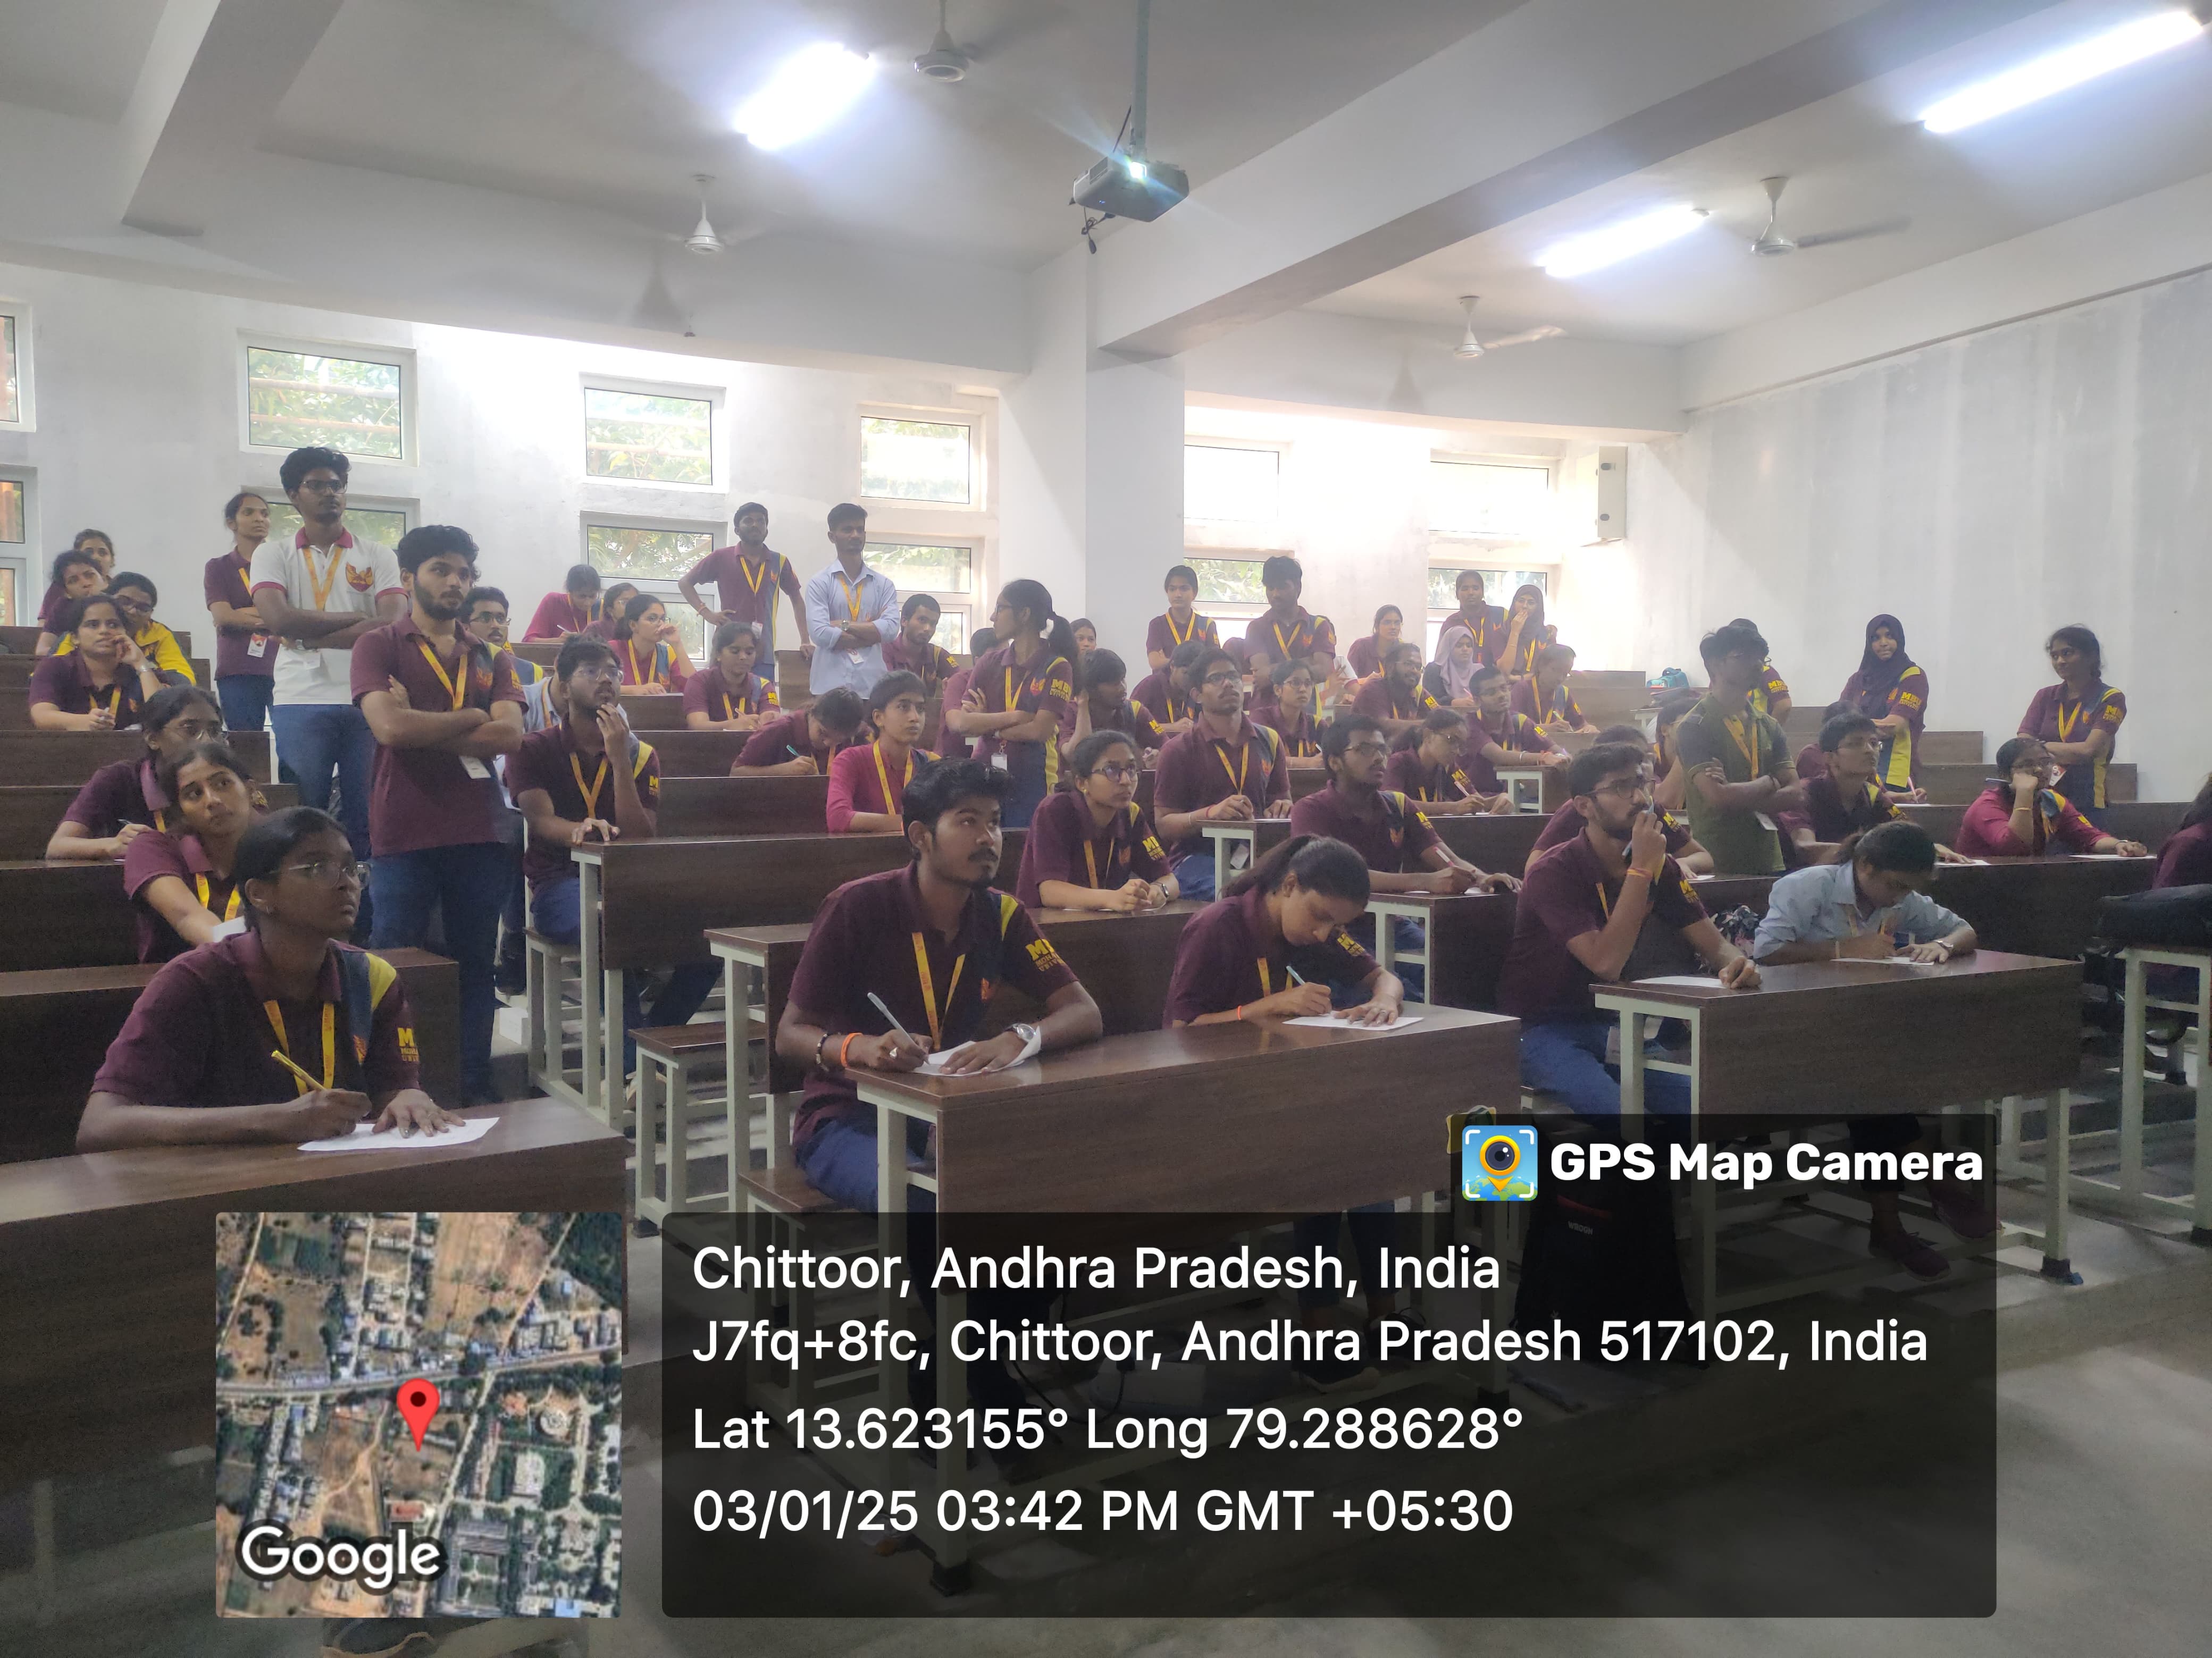 GPS Map Camera
Chittoor, Andhra Pradesh, India
J7fq+8fc, Chittoor, Andhra Pradesh 517102, India
Lat 13.623155° Long 79.288628°
03/01/25 03:42 PM GMT +05:30
Google